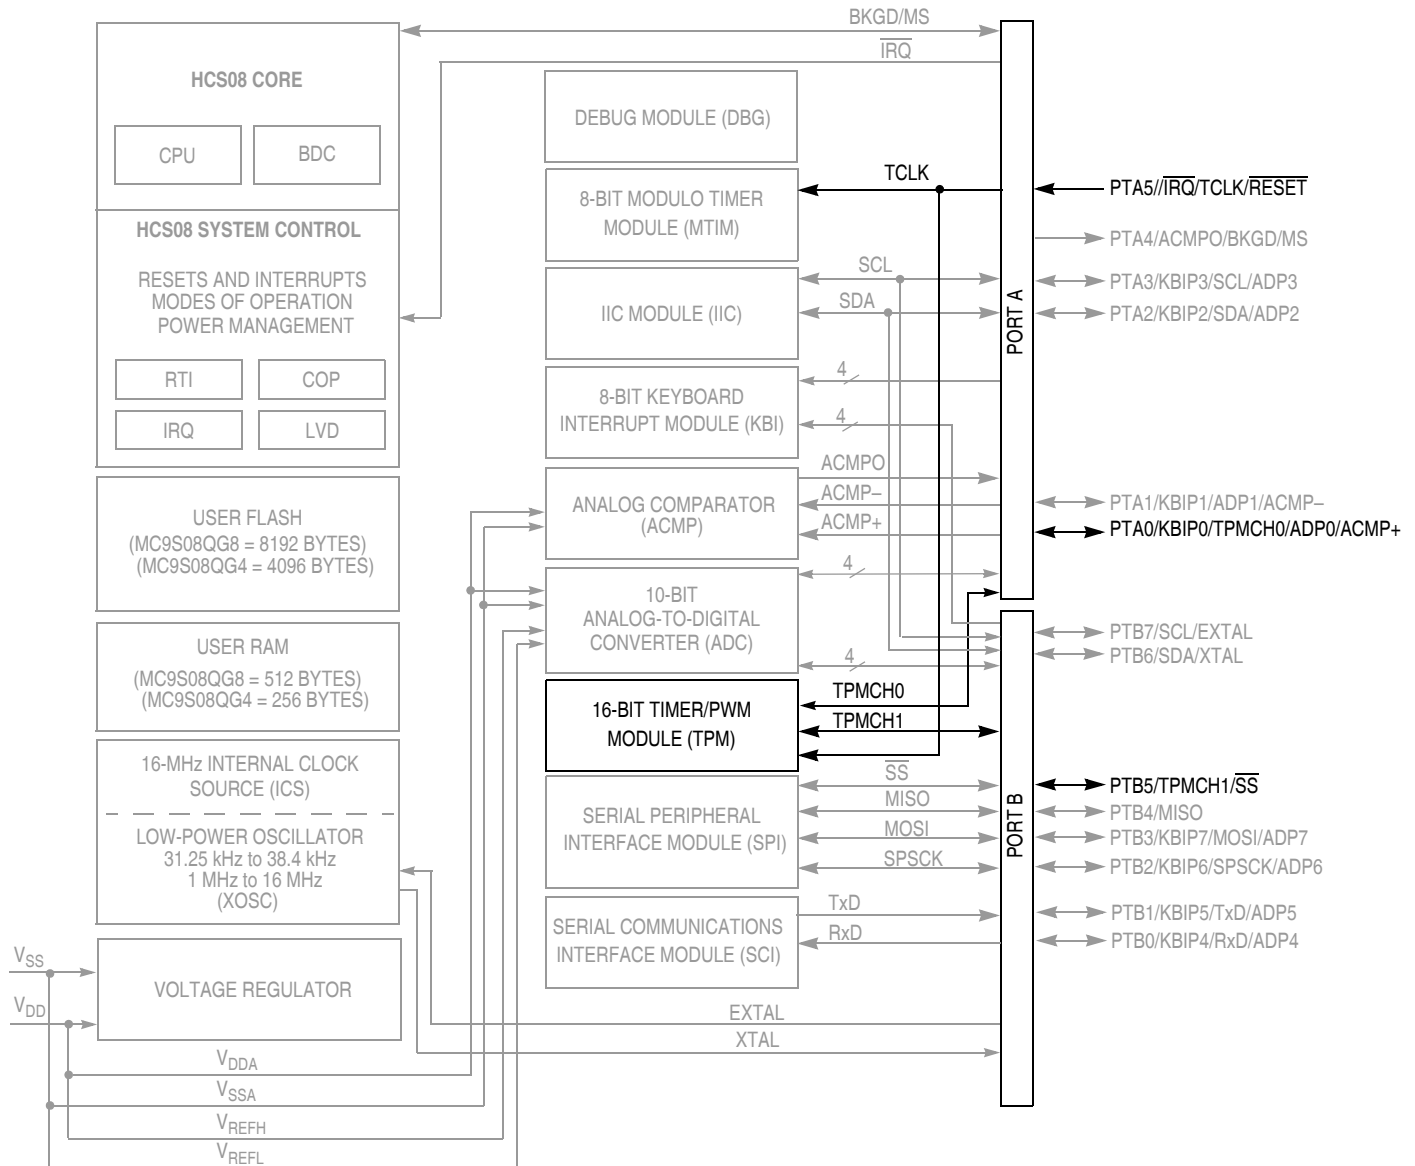 BKGD/MS
IRQ
HCS08 CORE
CPU
BDC
HCS08 SYSTEM CONTROL
RESETS AND INTERRUPTS
MODES OF OPERATION
POWER MANAGEMENT
RTI
COP
IRQ
LVD
USER FLASH
(MC9S08QG8 = 8192 BYTES)
(MC9S08QG4 = 4096 BYTES)
USER RAM
(MC9S08QG8 = 512 BYTES)
(MC9S08QG4 = 256 BYTES)
16-MHz INTERNAL CLOCK
SOURCE (ICS)
LOW-POWER OSCILLATOR
31.25 kHz to 38.4 kHz
1 MHz to 16 MHz
(XOSC)
VSS
VDD
VOLTAGE REGULATOR
VDDA
VSSA
VREFH
VREFL
DEBUG MODULE (DBG)
8-BIT MODULO TIMER
MODULE (MTIM)
TCLK
IIC MODULE (IIC)
SCL
SDA
8-BIT KEYBOARD
INTERRUPT MODULE (KBI)
4
4
ANALOG COMPARATOR
(ACMP)
ACMPO
ACMP–
ACMP+
10-BIT
ANALOG-TO-DIGITAL
CONVERTER (ADC)
4
4
16-BIT TIMER/PWM
MODULE (TPM)
TPMCH0
TPMCH1
SERIAL PERIPHERAL
INTERFACE MODULE (SPI)
SS
MISO
MOSI
SPSCK
SERIAL COMMUNICATIONS
INTERFACE MODULE (SCI)
TxD
RxD
EXTAL
XTAL
PORT A
PORT B
PTA5//IRQ/TCLK/RESET
PTA4/ACMPO/BKGD/MS
PTA3/KBIP3/SCL/ADP3
PTA2/KBIP2/SDA/ADP2
PTA1/KBIP1/ADP1/ACMP–
PTA0/KBIP0/TPMCH0/ADP0/ACMP+
PTB7/SCL/EXTAL
PTB6/SDA/XTAL
PTB5/TPMCH1/SS
PTB4/MISO
PTB3/KBIP7/MOSI/ADP7
PTB2/KBIP6/SPSCK/ADP6
PTB1/KBIP5/TxD/ADP5
PTB0/KBIP4/RxD/ADP4